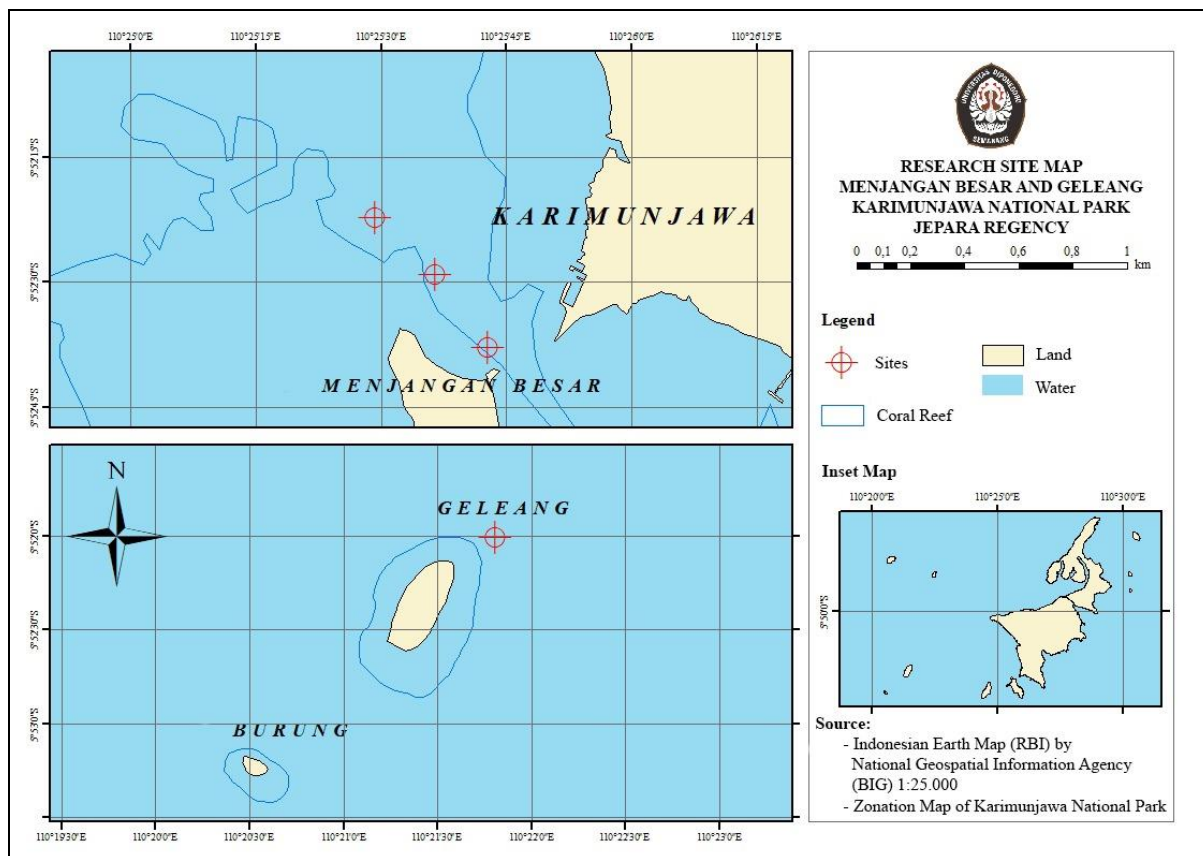 110°25'0"E 110°25'15"E 110°25'30"E 110°25'45"E 110°26'0"E 110°26'15"E
5°52'15"S
5°52'30"S
5°52'45"S
KARIMUNJAWA
MENJANGAN BESAR
N
GELEANG
BURUNG
5°52'0"S
5°52'30"S
5°53'0"S
110°19'30"E 110°20'0"E 110°20'30"E 110°21'0"E 110°21'30"E 110°22'0"E 110°22'30"E 110°23'0"E
UNIVERSITAS DIPONEGORO
SEMARANG
RESEARCH SITE MAP
MENJANGAN BESAR AND GELEANG
KARIMUNJAWA NATIONAL PARK
JEPARA REGENCY
0 0,1 0,2 0,4 0,6 0,8 1
km
Legend
Sites
Land
Water
Coral Reef
Inset Map
110°20'0"E 110°25'0"E 110°30'0"E
5°50'0"S
Source:
- Indonesian Earth Map (RBI) by
National Geospatial Information Agency
(BIG) 1:25.000
- Zonation Map of Karimunjawa National Park